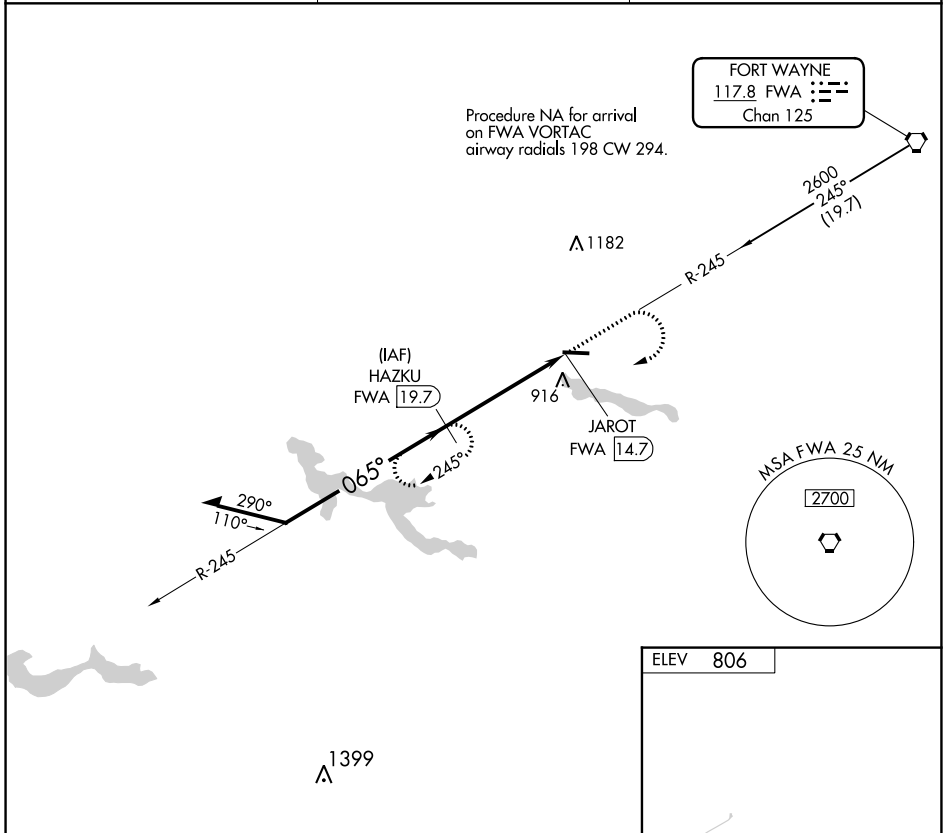 FORT WAYNE
117.8 FWA
Chan 125
Procedure NA for arrival
on FWA VORTAC
airway radials 198 CW 294.
2600
245°
(19.7)
1182
R-245
(IAF)
HAZKU
FWA 19.7
916
JAROT
FWA 14.7
065°
245°
290°
110°
R-245
MSA FWA 25 NM
2700
ELEV 806
1399